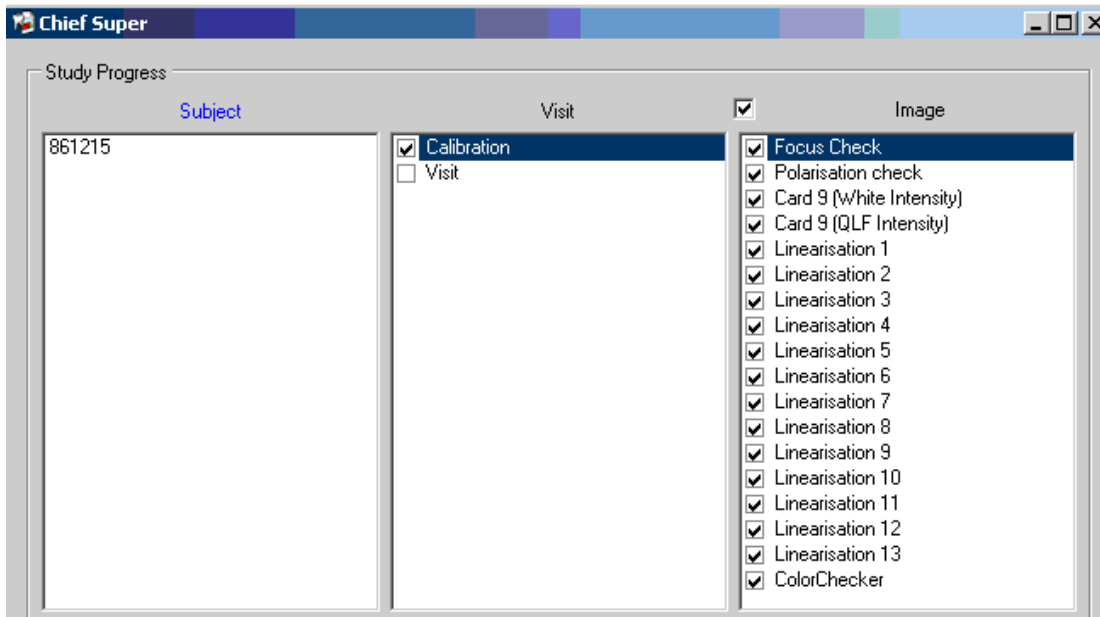 Chief Super
Study Progress
Subject
Visit
Image
861215
Calibration
Visit
Focus Check
Polarisation check
Card 9 (White Intensity)
Card 9 (QLF Intensity)
Linearisation 1
Linearisation 2
Linearisation 3
Linearisation 4
Linearisation 5
Linearisation 6
Linearisation 7
Linearisation 8
Linearisation 9
Linearisation 10
Linearisation 11
Linearisation 12
Linearisation 13
ColorChecker